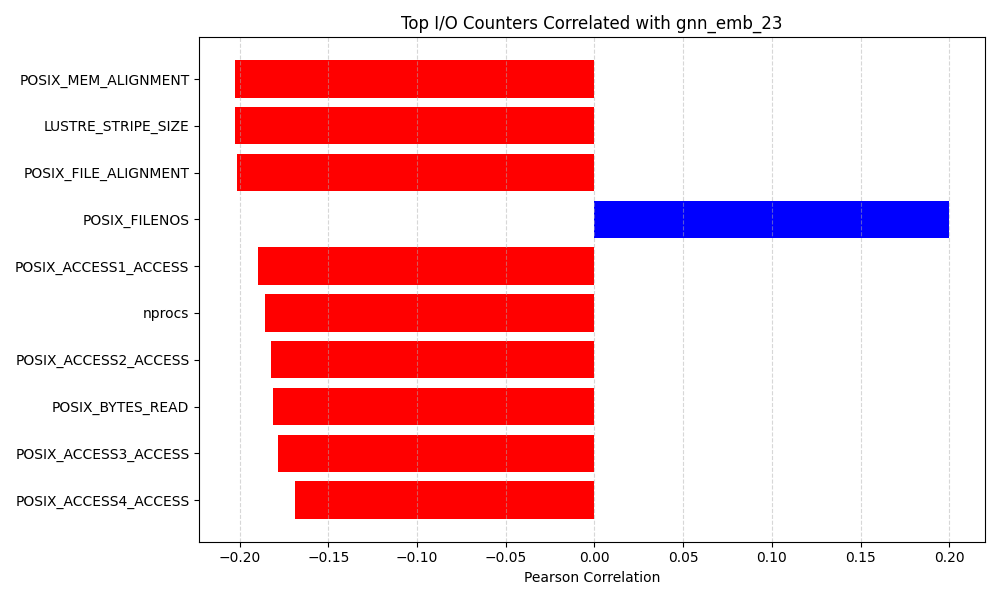 Top I/O Counters Correlated with gnn_emb_23
POSIX_MEM_ALIGNMENT
LUSTRE_STRIPE_SIZE
POSIX_FILE_ALIGNMENT
POSIX_FILENOS
POSIX_ACCESS1_ACCESS
nprocs
POSIX_ACCESS2_ACCESS
POSIX_BYTES_READ
POSIX_ACCESS3_ACCESS
POSIX_ACCESS4_ACCESS
−0.20 −0.15 −0.10 −0.05 0.00 0.05 0.10 0.15 0.20
Pearson Correlation